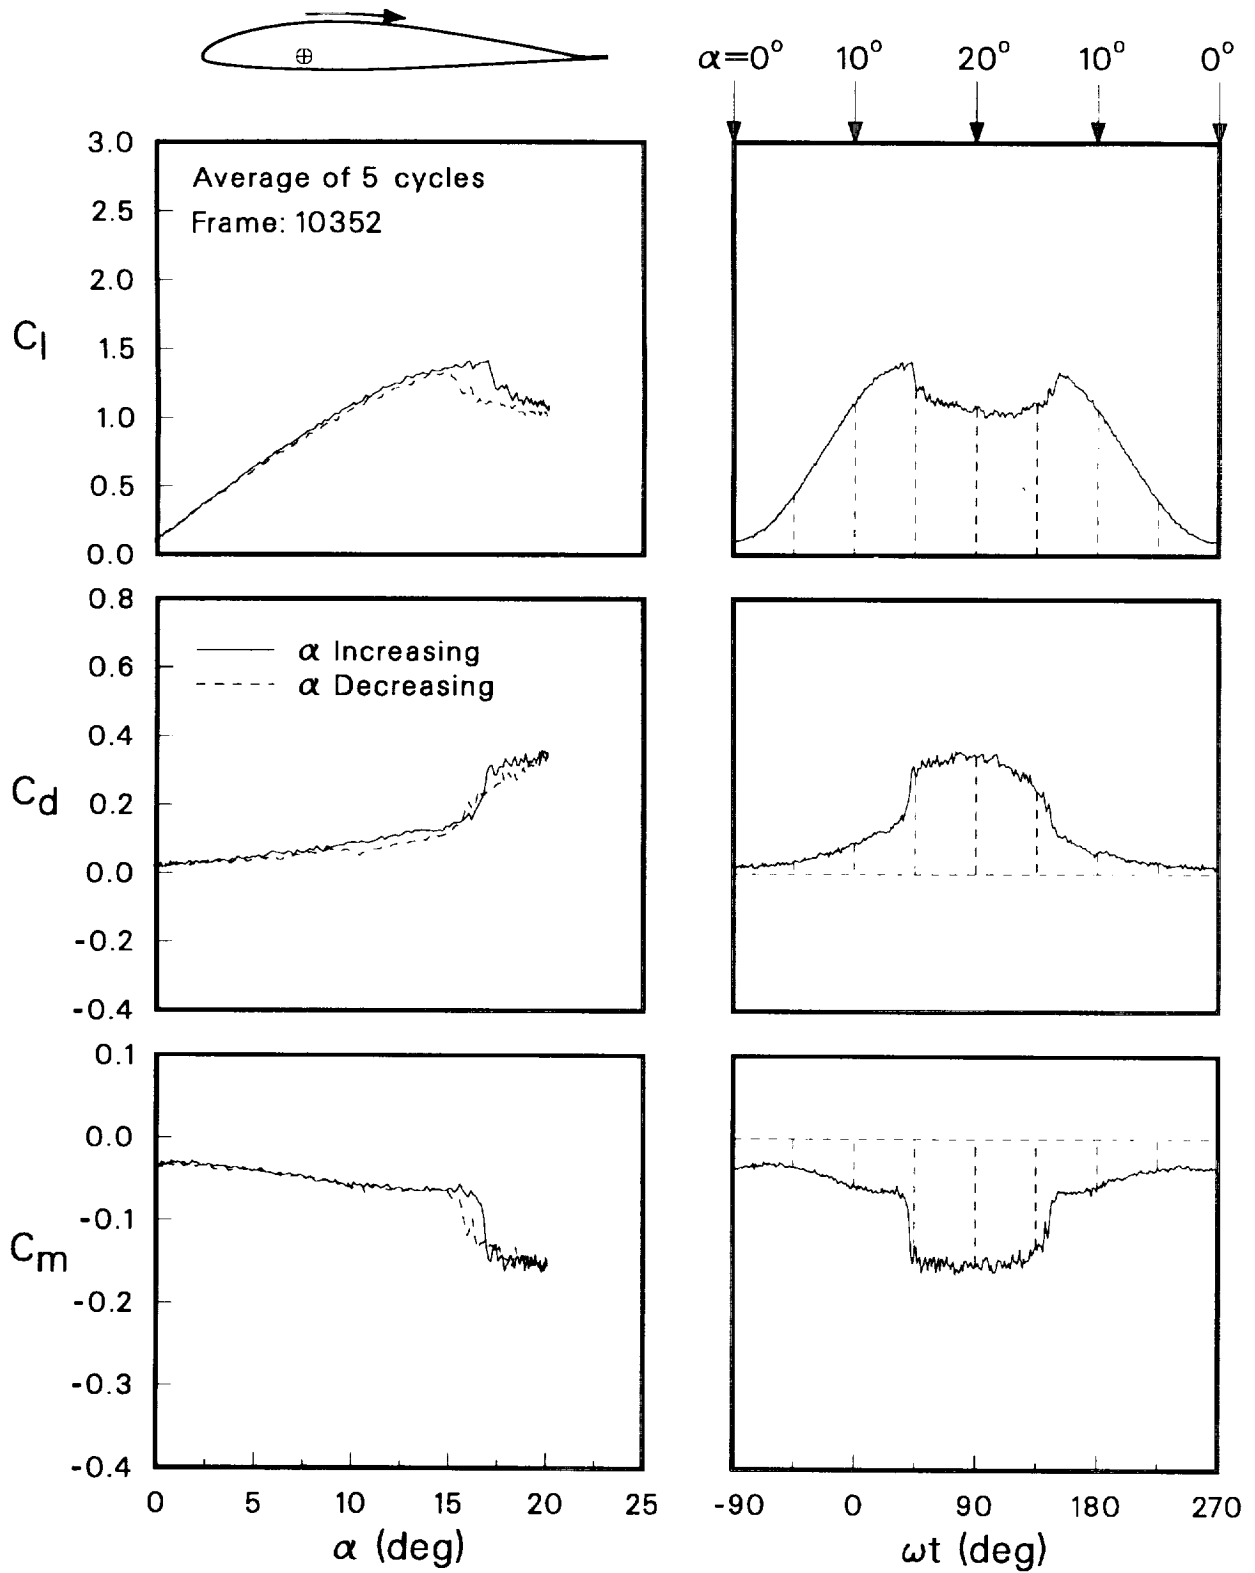 α=0° 10° 20° 10° 0°
Average of 5 cycles
Frame: 10352
3.0
2.5
2.0
1.5
1.0
0.5
0.0
Cl
α Increasing
α Decreasing
0.8
0.6
0.4
0.2
0.0
-0.2
-0.4
Cd
0.1
0.0
-0.1
-0.2
-0.3
-0.4
Cm
0 5 10 15 20 25
α (deg)
-90 0 90 180 270
ωt (deg)